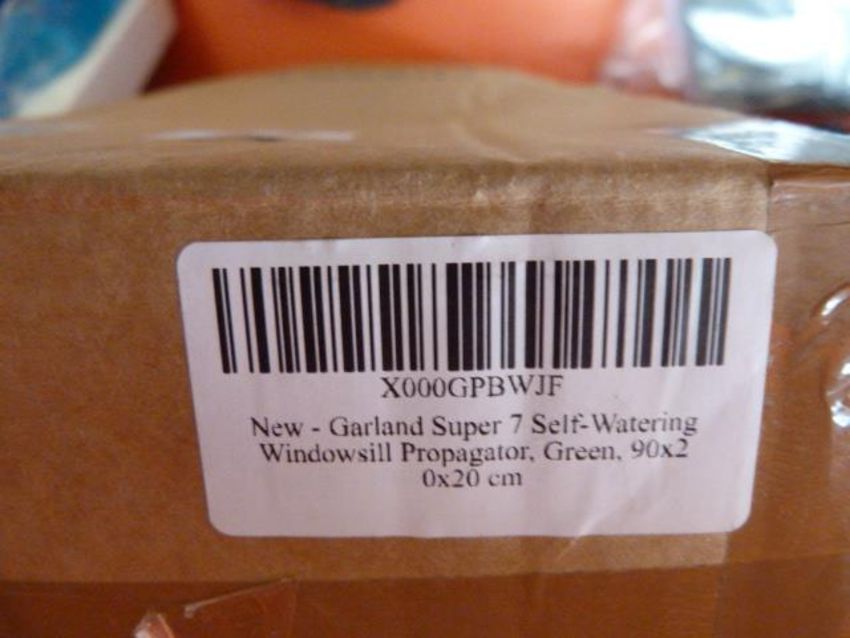 X000GPBWJF
New - Garland Super 7 Self-Watering
Windowsill Propagator, Green, 90x2
0x20 cm